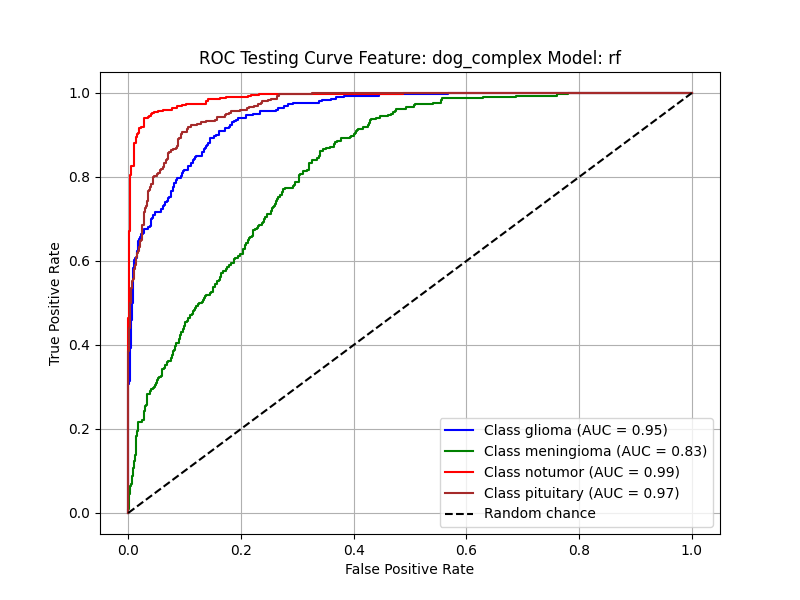 ROC Testing Curve Feature: dog_complex Model: rf
True Positive Rate
1.0
0.8
0.6
0.4
0.2
0.0
Class glioma (AUC = 0.95)
Class meningioma (AUC = 0.83)
Class notumor (AUC = 0.99)
Class pituitary (AUC = 0.97)
Random chance
0.0 0.2 0.4 0.6 0.8 1.0
False Positive Rate